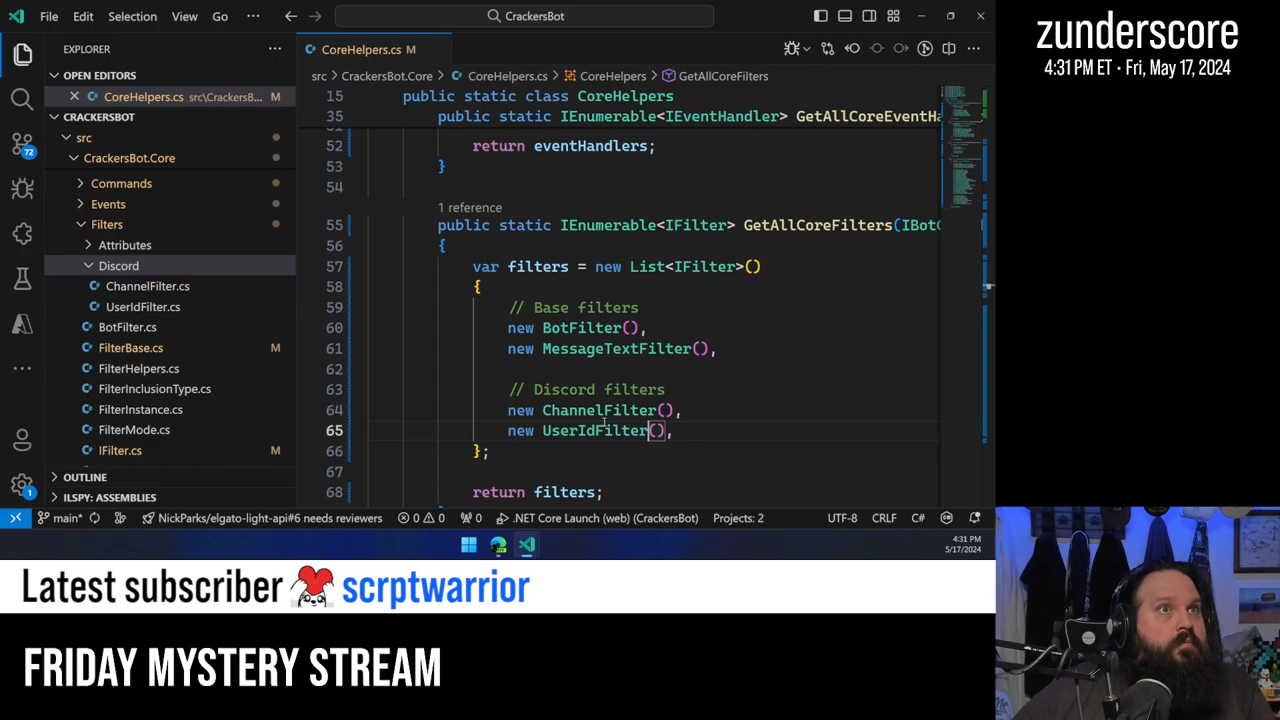 File Edit Selection View Go ··· CrackersBot
zunderscore
4:31 PM ET · Fri, May 17, 2024
EXPLORER
OPEN EDITORS
CoreHelpers.cs src\CrackersB... M
CRACKERSBOT
src
CrackersBot.Core
Commands
Events
Filters
Attributes
Discord
ChannelFilter.cs
UserIdFilter.cs
BotFilter.cs
FilterBase.cs M
FilterHelpers.cs
FilterInclusionType.cs
FilterInstance.cs
FilterMode.cs
IFilter.cs M
OUTLINE
ILSPY: ASSEMBLIES
72
1
CoreHelpers.cs M
src > CrackersBot.Core > CoreHelpers.cs > CoreHelpers > GetAllCoreFilters
15 public static class CoreHelpers
35 public static IEnumerable<IEventHandler> GetAllCoreEventHa
51
52 return eventHandlers;
53 }
54
1 reference
55 public static IEnumerable<IFilter> GetAllCoreFilters(IBotC
56 {
57 var filters = new List<IFilter>()
58 {
59 // Base filters
60 new BotFilter(),
61 new MessageTextFilter(),
62
63 // Discord filters
64 new ChannelFilter(),
65 new UserIdFilter(),
66 };
67
68 return filters;
main* NickParks/elgato-light-api#6 needs reviewers 0 0 0 .NET Core Launch (web) (CrackersBot) Projects: 2 UTF-8 CRLF C#
4:31 PM
5/17/2024
Latest subscriber scrptwarrior
FRIDAY MYSTERY STREAM